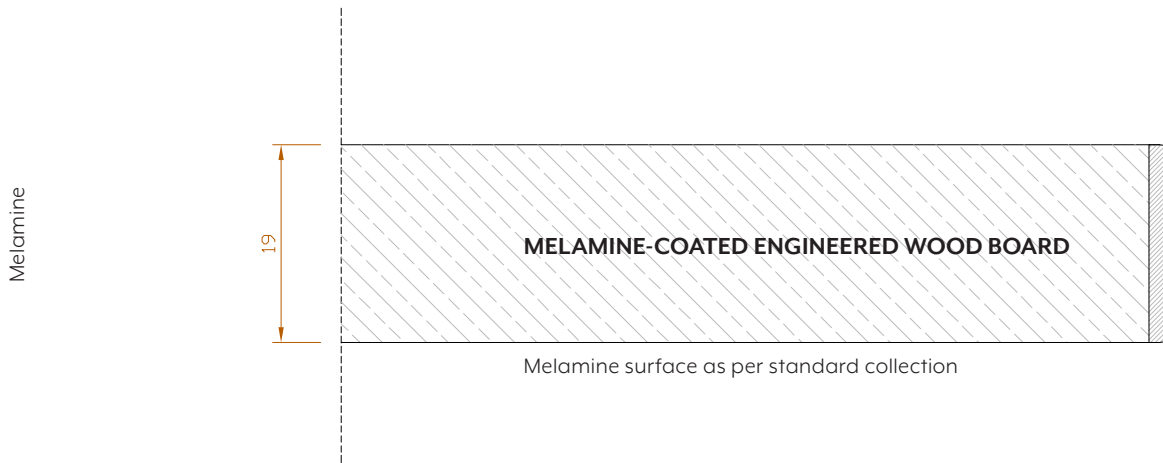 Melamine
19
MELAMINE-COATED ENGINEERED WOOD BOARD
Melamine surface as per standard collection